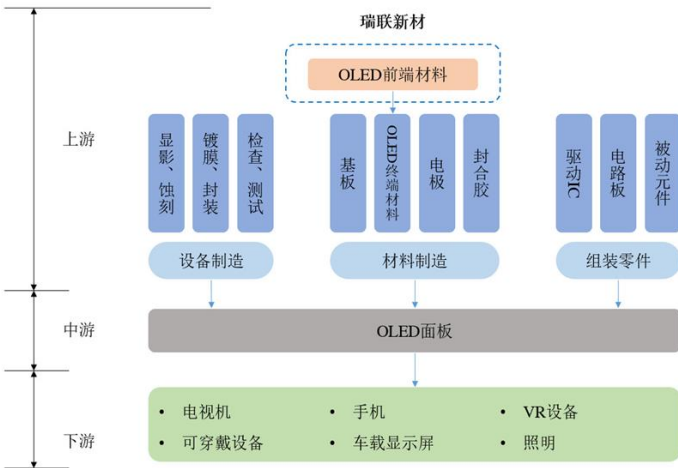 瑞联新材
OLED前端材料
上游
显影、蚀刻
镀膜、封装
检查、测试
基板
OLED终端材料
电极
封合胶
驱动IC
电路板
被动元件
设备制造
材料制造
组装零件
中游
OLED面板
下游
• 电视机
• 手机
• VR设备
• 可穿戴设备
• 车载显示屏
• 照明